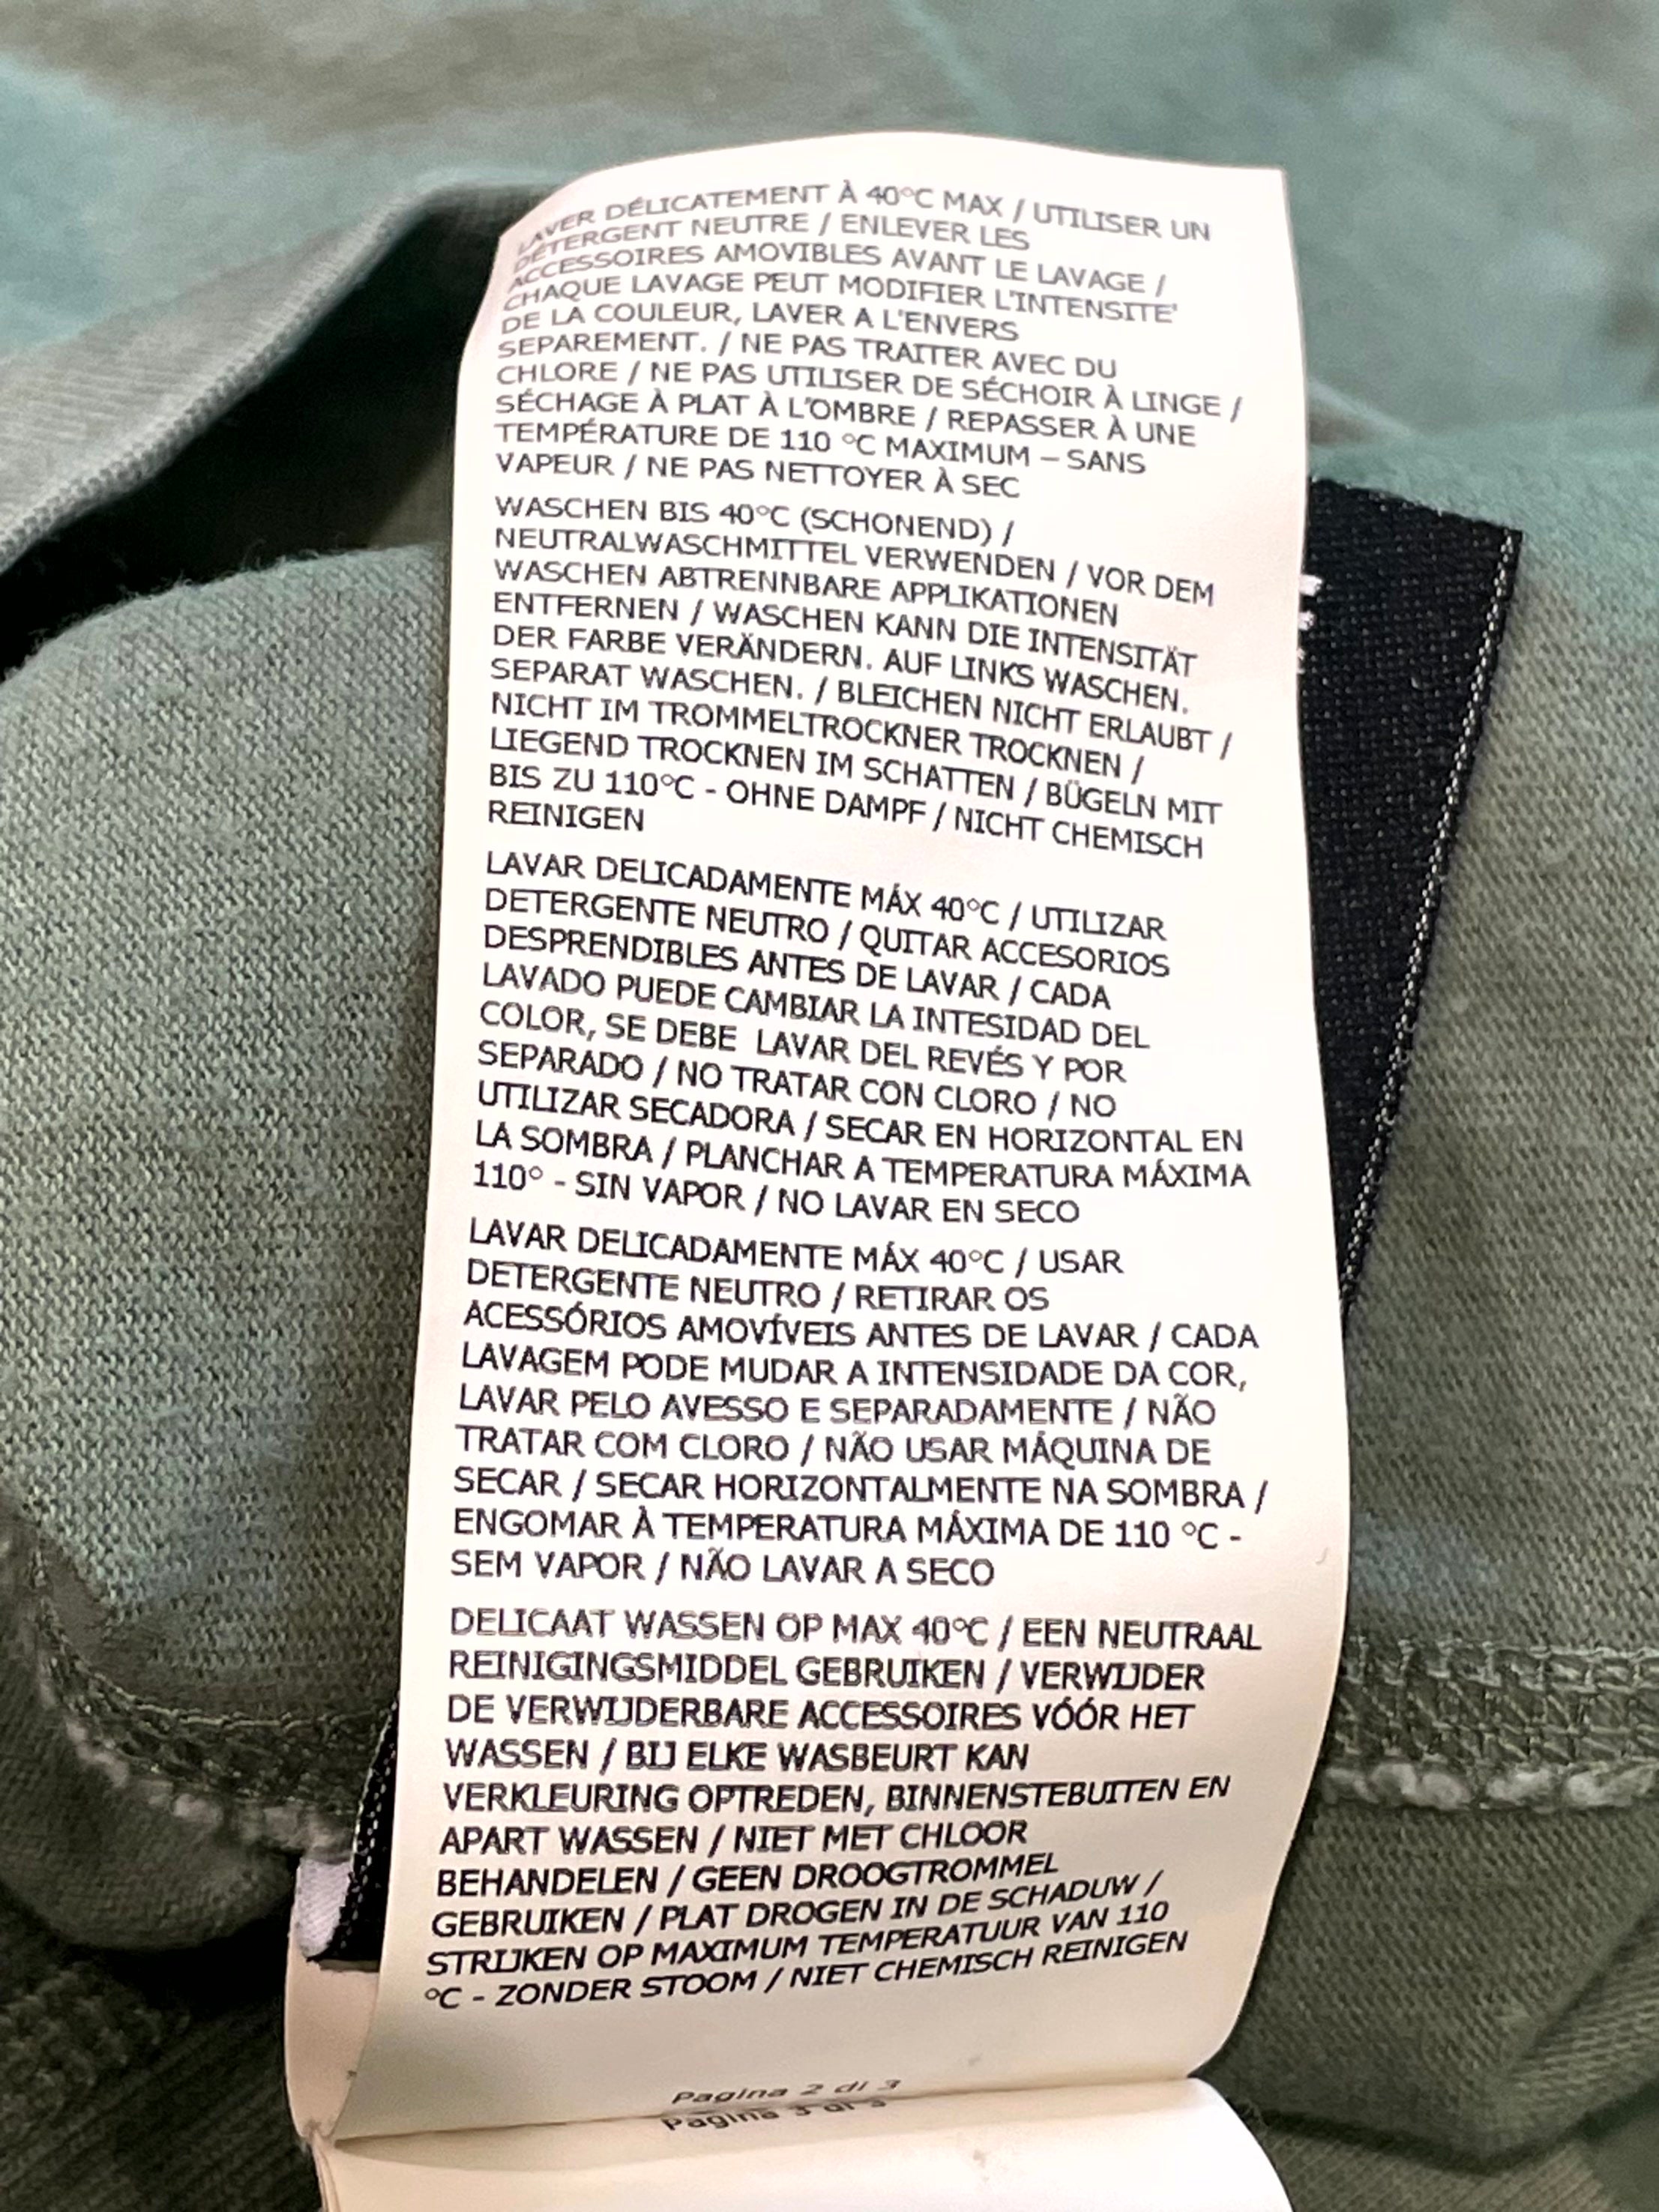 LAVER DÉLICATEMENT À 40°C MAX / UTILISER UN
DÉTERGENT NEUTRE / ENLEVER LES
ACCESSOIRES AMOVIBLES AVANT LE LAVAGE /
CHAQUE LAVAGE PEUT MODIFIER L'INTENSITE'
DE LA COULEUR, LAVER A L'ENVERS
SEPAREMENT. / NE PAS TRAITER AVEC DU
CHLORE / NE PAS UTILISER DE SÉCHOIR À LINGE /
SÉCHAGE À PLAT À L'OMBRE / REPASSER À UNE
TEMPÉRATURE DE 110 °C MAXIMUM – SANS
VAPEUR / NE PAS NETTOYER À SEC
WASCHEN BIS 40°C (SCHONEND) /
NEUTRALWASCHMITTEL VERWENDEN / VOR DEM
WASCHEN ABTRENNBARE APPLIKATIONEN
ENTFERNEN / WASCHEN KANN DIE INTENSITÄT
DER FARBE VERÄNDERN. AUF LINKS WASCHEN.
SEPARAT WASCHEN. / BLEICHEN NICHT ERLAUBT /
NICHT IM TROMMELTROCKNER TROCKNEN /
LIEGEND TROCKNEN IM SCHATTEN / BÜGELN MIT
BIS ZU 110°C - OHNE DAMPF / NICHT CHEMISCH
REINIGEN
LAVAR DELICADAMENTE MÁX 40°C / UTILIZAR
DETERGENTE NEUTRO / QUITAR ACCESORIOS
DESPRENDIBLES ANTES DE LAVAR / CADA
LAVADO PUEDE CAMBIAR LA INTESIDAD DEL
COLOR, SE DEBE  LAVAR DEL REVÉS Y POR
SEPARADO / NO TRATAR CON CLORO / NO
UTILIZAR SECADORA / SECAR EN HORIZONTAL EN
LA SOMBRA / PLANCHAR A TEMPERATURA MÁXIMA
110° - SIN VAPOR / NO LAVAR EN SECO
LAVAR DELICADAMENTE MÁX 40°C / USAR
DETERGENTE NEUTRO / RETIRAR OS
ACESSÓRIOS AMOVÍVEIS ANTES DE LAVAR / CADA
LAVAGEM PODE MUDAR A INTENSIDADE DA COR,
LAVAR PELO AVESSO E SEPARADAMENTE / NÃO
TRATAR COM CLORO / NÃO USAR MÁQUINA DE
SECAR / SECAR HORIZONTALMENTE NA SOMBRA /
ENGOMAR À TEMPERATURA MÁXIMA DE 110 °C -
SEM VAPOR / NÃO LAVAR A SECO
DELICAAT WASSEN OP MAX 40°C / EEN NEUTRAAL
REINIGINGSMIDDEL GEBRUIKEN / VERWIJDER
DE VERWIJDERBARE ACCESSOIRES VÓÓR HET
WASSEN / BIJ ELKE WASBEURT KAN
VERKLEURING OPTREDEN, BINNENSTEBUITEN EN
APART WASSEN / NIET MET CHLOOR
BEHANDELEN / GEEN DROOGTROMMEL
GEBRUIKEN / PLAT DROGEN IN DE SCHADUW /
STRIJKEN OP MAXIMUM TEMPERATUUR VAN 110
°C - ZONDER STOOM / NIET CHEMISCH REINIGEN
Pagina 2 di 3
Pagina 3 di 3